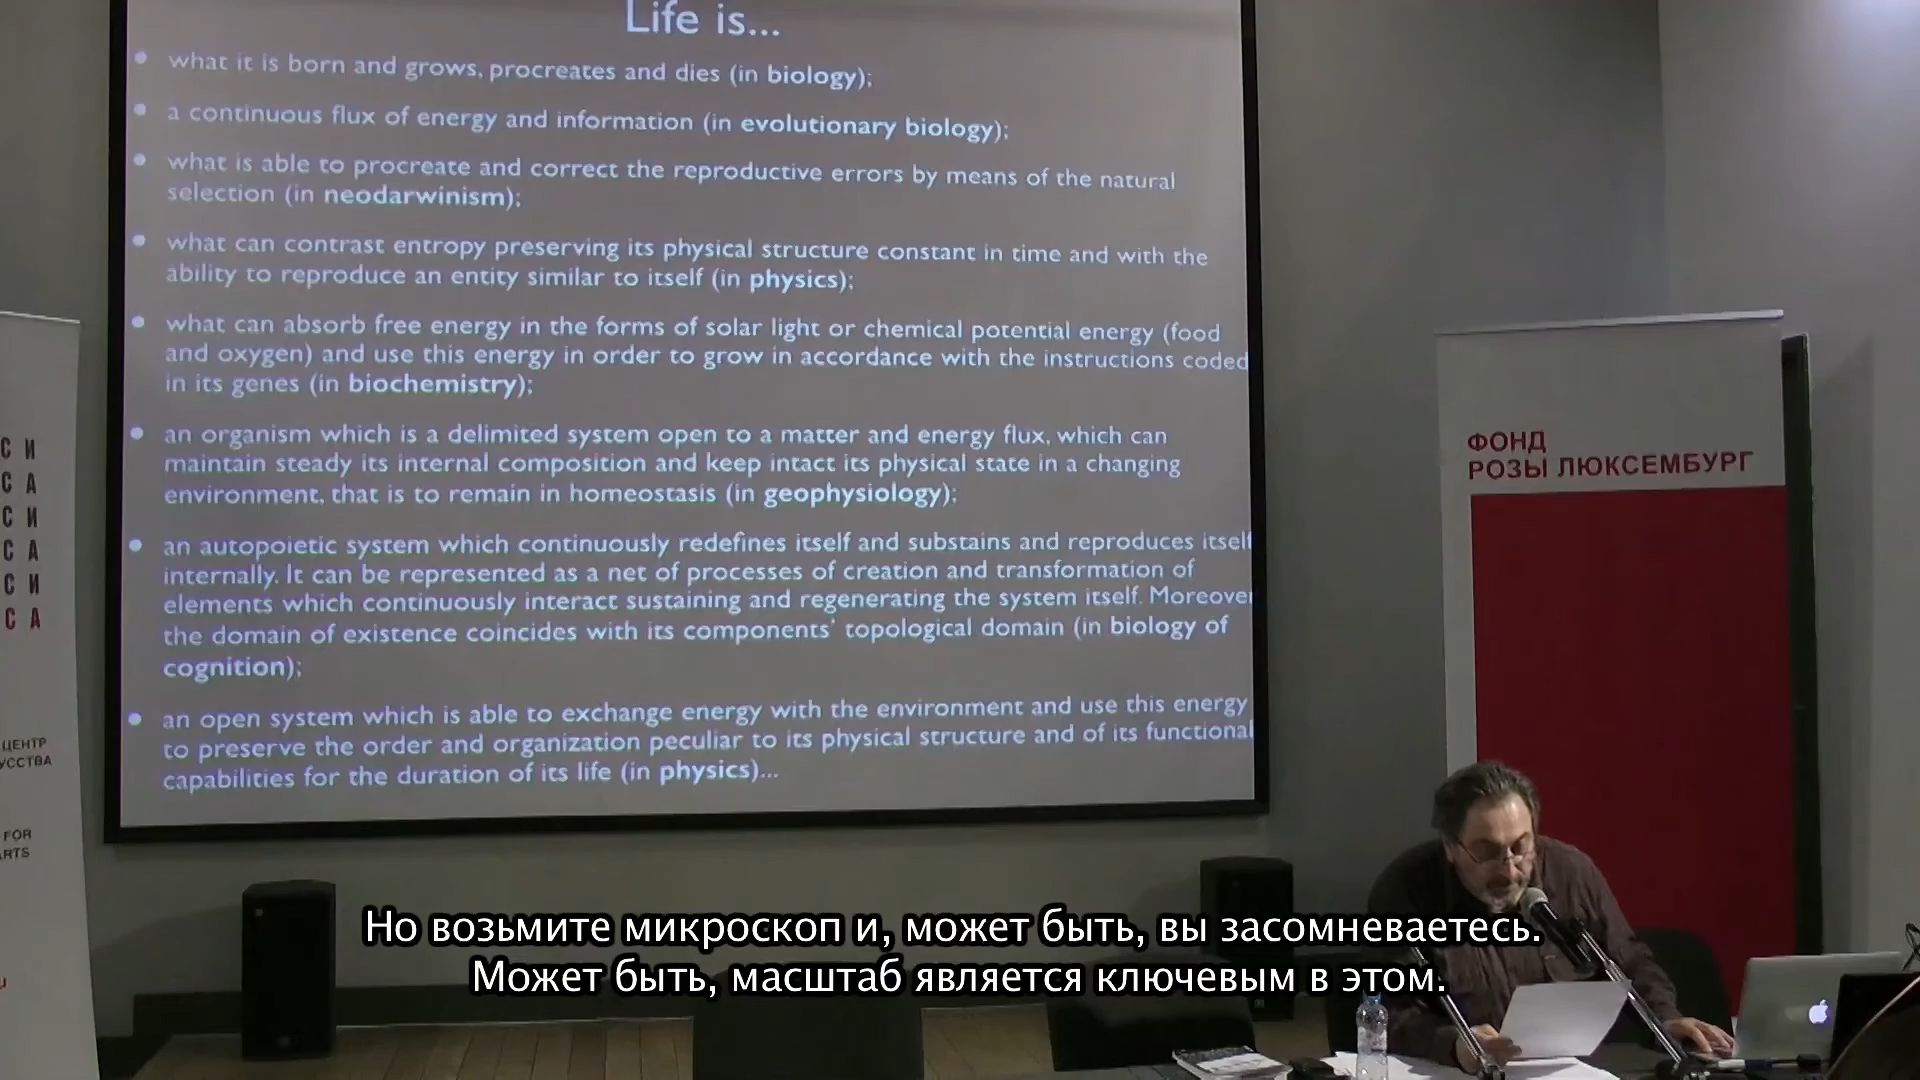 Life is...
• what it is born and grows, procreates and dies (in biology);
• a continuous flux of energy and information (in evolutionary biology);
• what is able to procreate and correct the reproductive errors by means of the natural
selection (in neodarwinism);
• what can contrast entropy preserving its physical structure constant in time and with the
ability to reproduce an entity similar to itself (in physics);
• what can absorb free energy in the forms of solar light or chemical potential energy (food
and oxygen) and use this energy in order to grow in accordance with the instructions coded
in its genes (in biochemistry);
• an organism which is a delimited system open to a matter and energy flux, which can
maintain steady its internal composition and keep intact its physical state in a changing
environment, that is to remain in homeostasis (in geophysiology);
• an autopoietic system which continuously redefines itself and substains and reproduces itself
internally. It can be represented as a net of processes of creation and transformation of
elements which continuously interact sustaining and regenerating the system itself. Moreover
the domain of existence coincides with its components' topological domain (in biology of
cognition);
• an open system which is able to exchange energy with the environment and use this energy
to preserve the order and organization peculiar to its physical structure and of its functional
capabilities for the duration of its life (in physics)...
ФОНД
РОЗЫ ЛЮКСЕМБУРГ
СИ
СА
СИ
СА
СИ
СА
ЦЕНТР
FOR
ARTS
Но возьмите микроскоп и, может быть, вы засомневаетесь.
Может быть, масштаб является ключевым в этом.